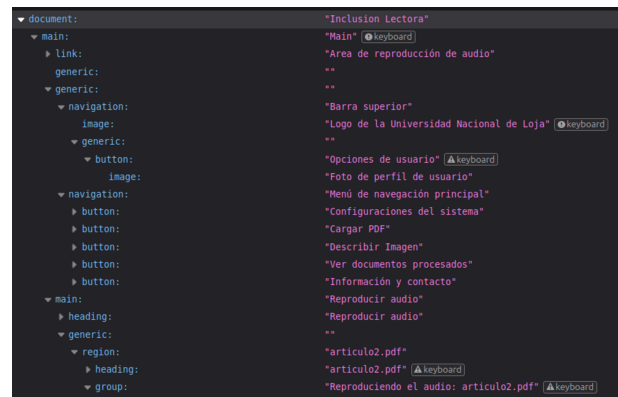 document: "Inclusion Lectora"
main: "Main" keyboard
link: "Area de reproducción de audio"
generic: ""
generic: ""
navigation: "Barra superior"
image: "Logo de la Universidad Nacional de Loja" keyboard
generic: ""
button: "Opciones de usuario" keyboard
image: "Foto de perfil de usuario"
navigation: "Menú de navegación principal"
button: "Configuraciones del sistema"
button: "Cargar PDF"
button: "Describir Imagen"
button: "Ver documentos procesados"
button: "Información y contacto"
main: "Reproducir audio"
heading: "Reproducir audio"
generic: ""
region: "articulo2.pdf"
heading: "articulo2.pdf" keyboard
group: "Reproduciendo el audio: articulo2.pdf" keyboard